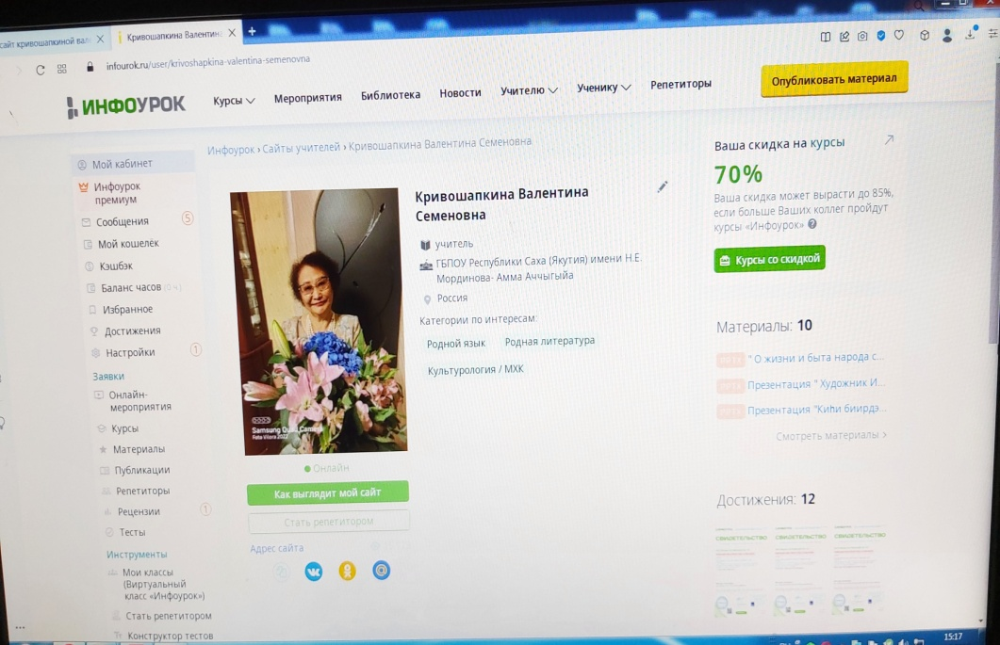 сайт кривошапкиной вал
Кривошапкина Валентина
infourok.ru/user/krivoshapkina-valentina-semenovna
ИНФОУРОК
Курсы
Мероприятия
Библиотека
Новости
Учителю
Ученику
Репетиторы
Опубликовать материал
Инфоурок › Сайты учителей › Кривошапкина Валентина Семеновна
Мой кабинет
Инфоурок
премиум
Сообщения 5
Мой кошелёк
Кэшбэк
Баланс часов
Избранное
Достижения
Настройки 1
Заявки
Онлайн-
мероприятия
Курсы
Материалы
Публикации
Репетиторы
Рецензии 1
Тесты
Инструменты
Мои классы
(Виртуальный
класс «Инфоурок»)
Стать репетитором
Конструктор тестов
Samsung Quad Camera
Онлайн
Как выглядит мой сайт
Стать репетитором
Адрес сайта
Кривошапкина Валентина
Семеновна
учитель
ГБПОУ Республики Саха (Якутия) имени Н.Е.
Мординова- Амма Аччыгыйа
Россия
Категории по интересам:
Родной язык
Родная литература
Культурология / МХК
Ваша скидка на курсы
70%
Ваша скидка может вырасти до 85%,
если больше Ваших коллег пройдут
курсы «Инфоурок» ?
Курсы со скидкой
Материалы: 10
" О жизни и быта народа с...
Презентация " Художник И...
Презентация "Киһи биирдэ...
Смотреть материалы >
Достижения: 12
СВИДЕТЕЛЬСТВО
СВИДЕТЕЛЬСТВО
СВИДЕТЕЛЬСТВО
15:17